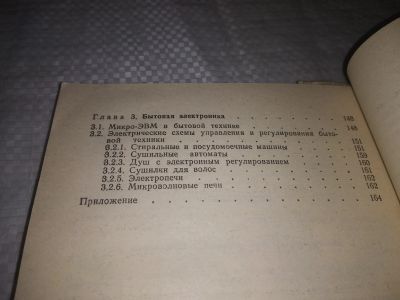 Глава 3. Бытовая электроника . . . . . . . . . 148
3.1. Микро-ЭВМ в бытовой технике . . . . . . . . 148
3.2. Электрические схемы управления и регулирования быто-
вой техники . . . . . . . . . . . . 151
3.2.1. Стиральные и посудомоечные машины . . . . . 151
3.2.2. Сушильные автоматы . . . . . . . . . 159
3.2.3. Душ с электронным регулированием . . . . . 160
3.2.4. Сушилки для волос . . . . . . . . . 161
3.2.5. Электропечи . . . . . . . . . . . 162
3.2.6. Микроволновые печи . . . . . . . . . 162
Приложение . . . . . . . . . . . . . 164